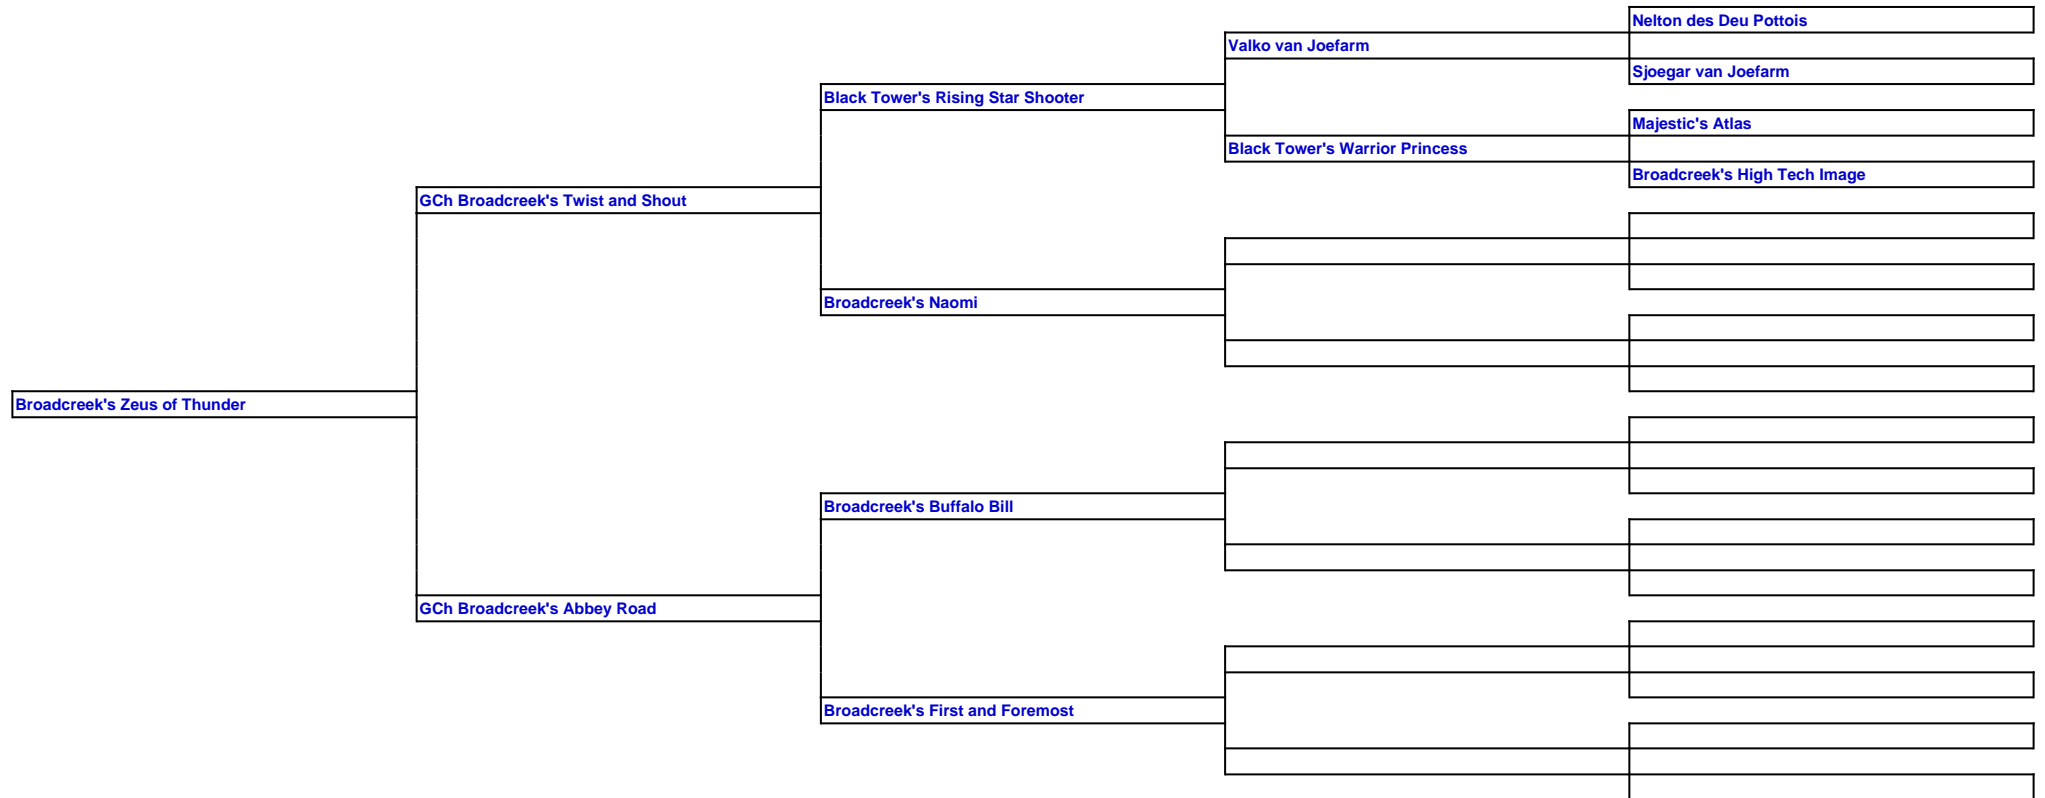 Nelton des Deu Pottois
Valko van Joefarm
Sjoegar van Joefarm
Black Tower's Rising Star Shooter
Majestic's Atlas
Black Tower's Warrior Princess
Broadcreek's High Tech Image
GCh Broadcreek's Twist and Shout
Broadcreek's Naomi
Broadcreek's Zeus of Thunder
Broadcreek's Buffalo Bill
GCh Broadcreek's Abbey Road
Broadcreek's First and Foremost